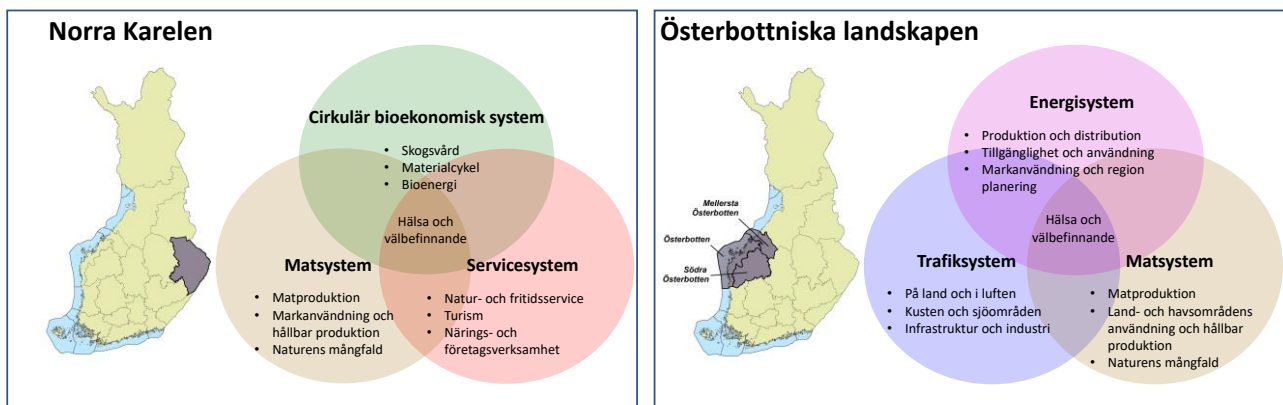 Norra Karelen
Cirkulär bioekonomisk system
• Skogsvård
• Materialcykel
• Bioenergi
Hälsa och
välbefinnande
Matsystem
• Matproduktion
• Markanvändning och
hållbar produktion
• Naturens mångfald
Servicesystem
• Natur- och fritidsservice
• Turism
• Närings- och
företagsverksamhet
Österbottniska landskapen
Mellersta
Österbotten
Österbotten
Södra
Österbotten
Energisystem
• Produktion och distribution
• Tillgänglighet och användning
• Markanvändning och region
planering
Hälsa och
välbefinnande
Trafiksystem
• På land och i luften
• Kusten och sjöområden
• Infrastruktur och industri
Matsystem
• Matproduktion
• Land- och havsområdens
användning och hållbar
produktion
• Naturens mångfald